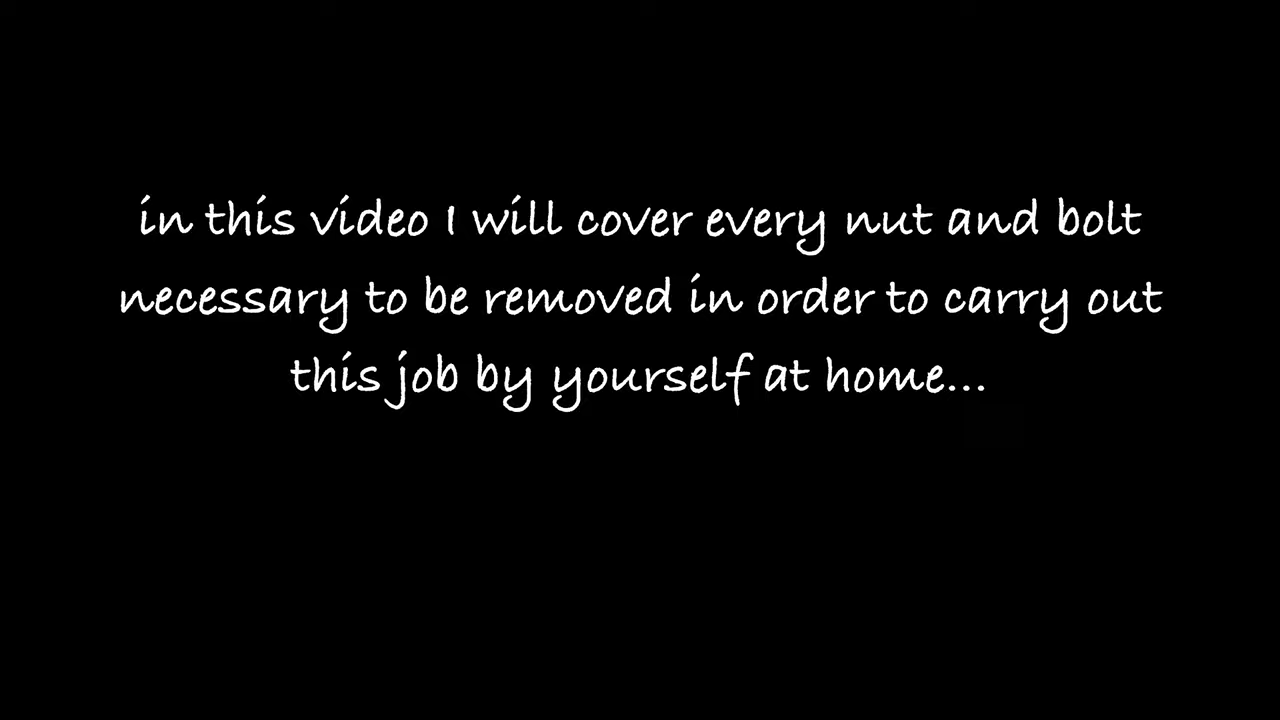 in this video I will cover every nut and bolt
necessary to be removed in order to carry out
this job by yourself at home...